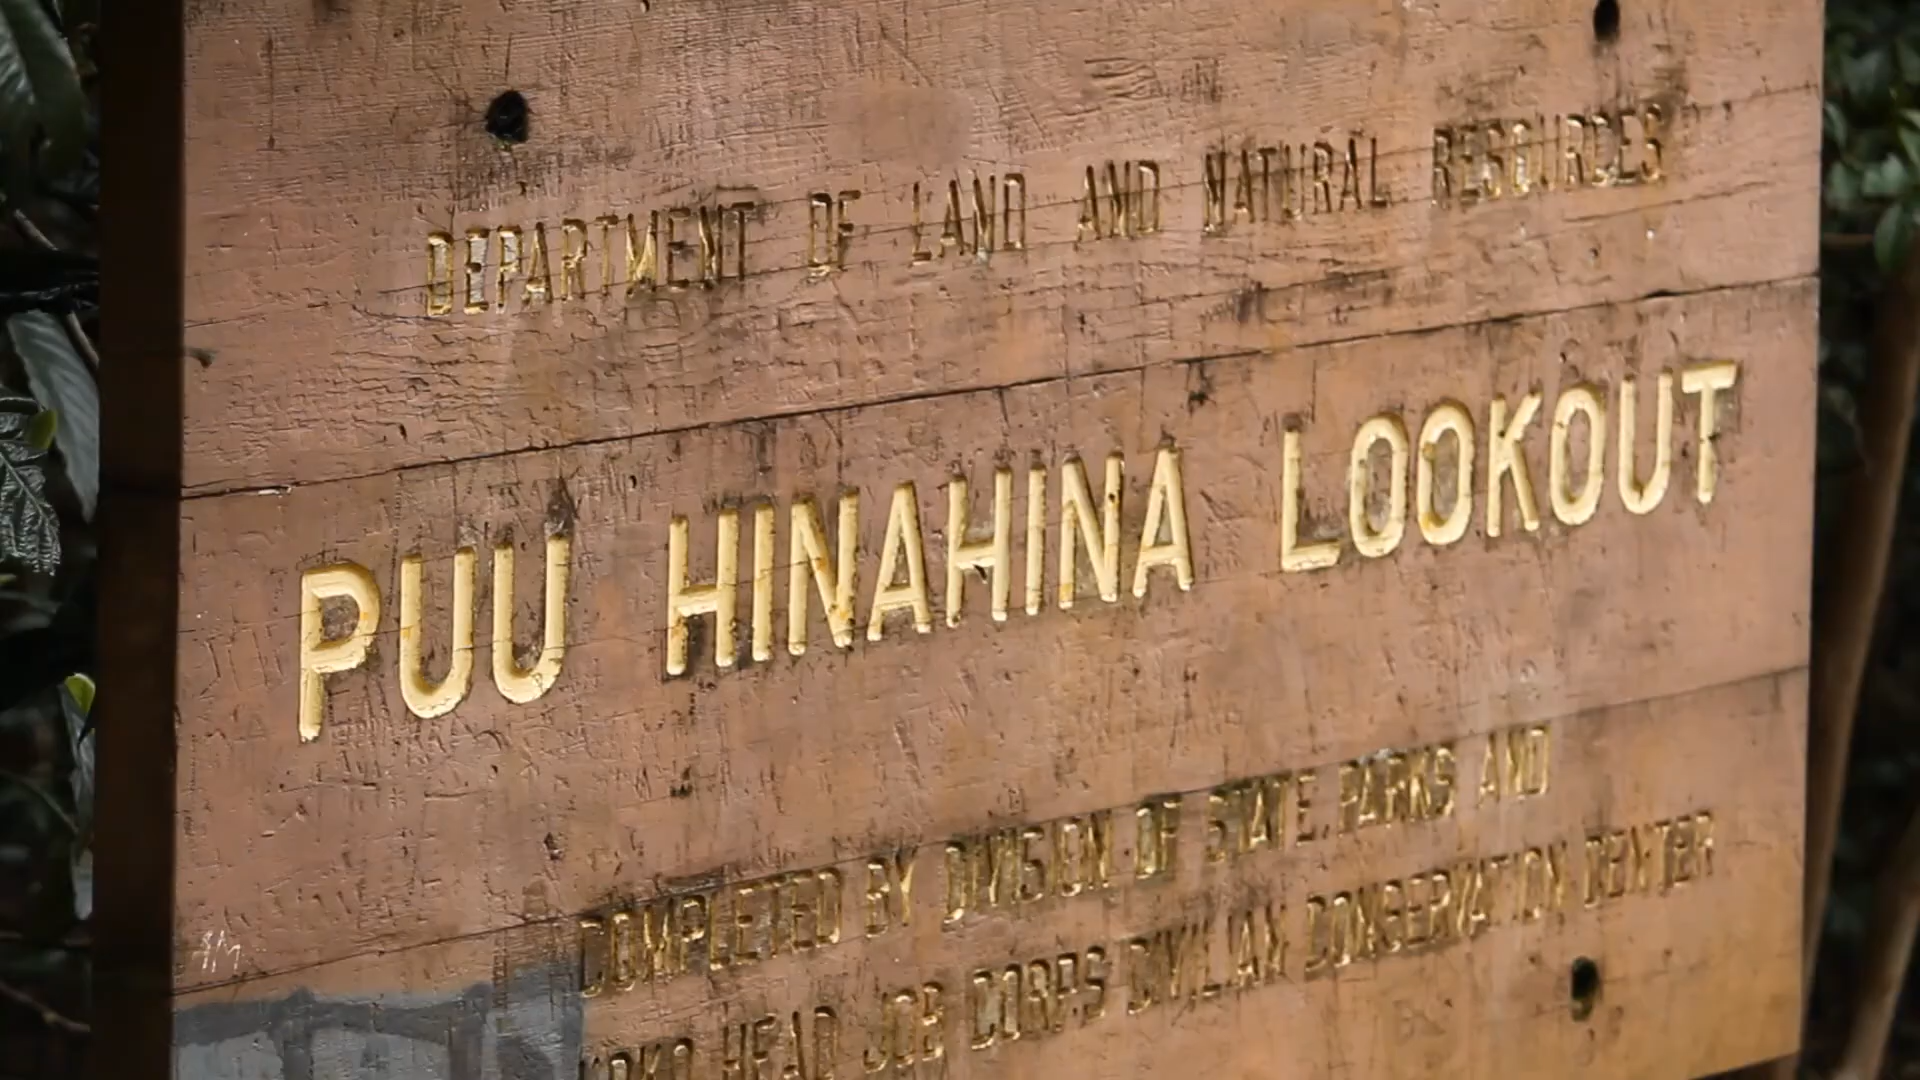 DEPARTMENT OF LAND AND NATURAL RESOURCES
PUU HINAHINA LOOKOUT
COMPLETED BY DIVISION OF STATE PARKS AND
KOKO HEAD JOB CORPS CIVILIAN CONSERVATION CENTER